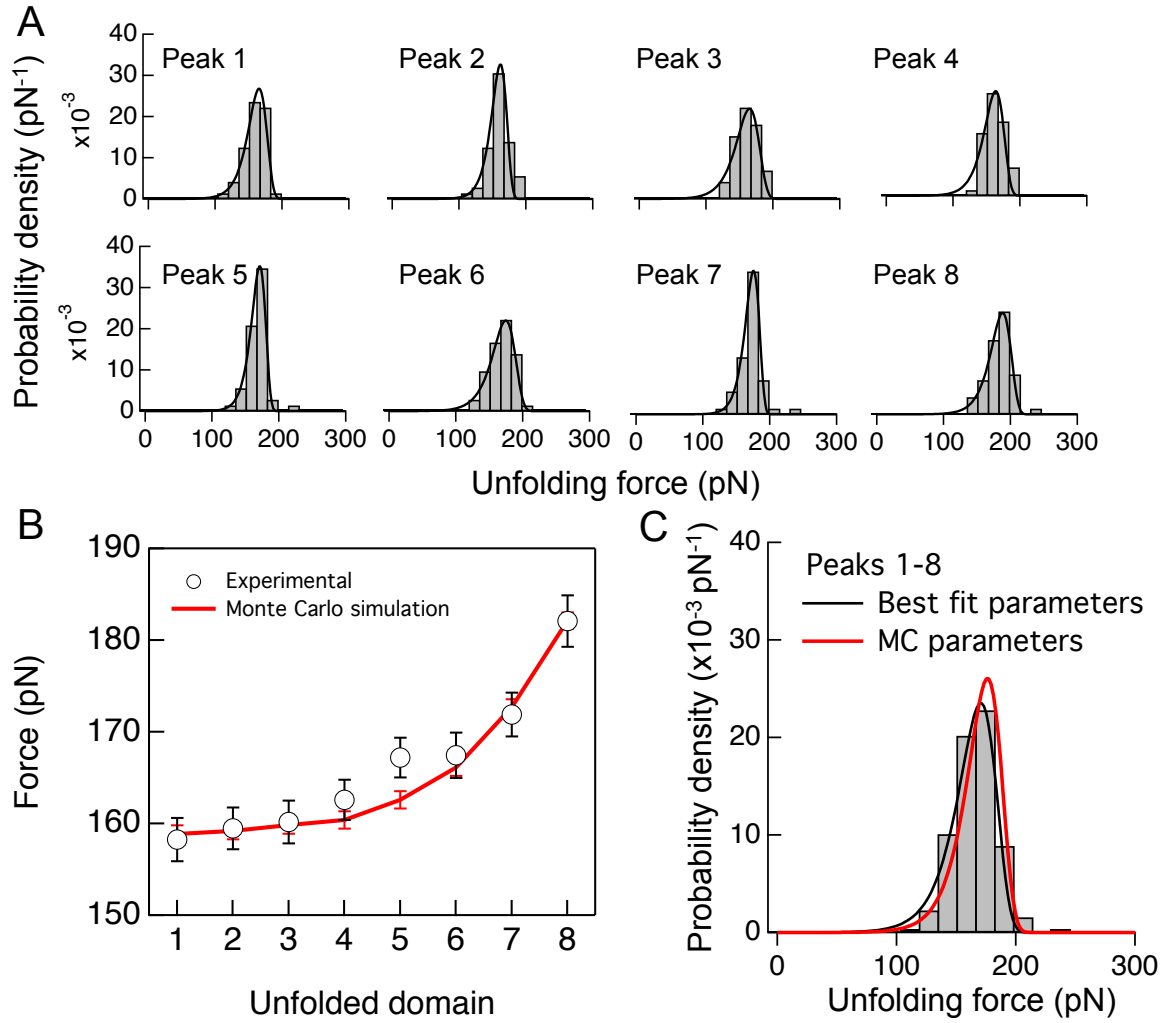 A
Probability density (pN-1)
x10-3
40
30
20
10
0
Peak 1
Peak 2
Peak 3
Peak 4
x10-3
40
30
20
10
0
Peak 5
Peak 6
Peak 7
Peak 8
0 100 200 300
0 100 200 300
0 100 200 300
0 100 200 300
Unfolding force (pN)
B
Force (pN)
190
180
170
160
150
Experimental
Monte Carlo simulation
1 2 3 4 5 6 7 8
Unfolded domain
C
Probability density (x10-3 pN-1)
40
30
20
10
0
Peaks 1-8
Best fit parameters
MC parameters
0 100 200 300
Unfolding force (pN)